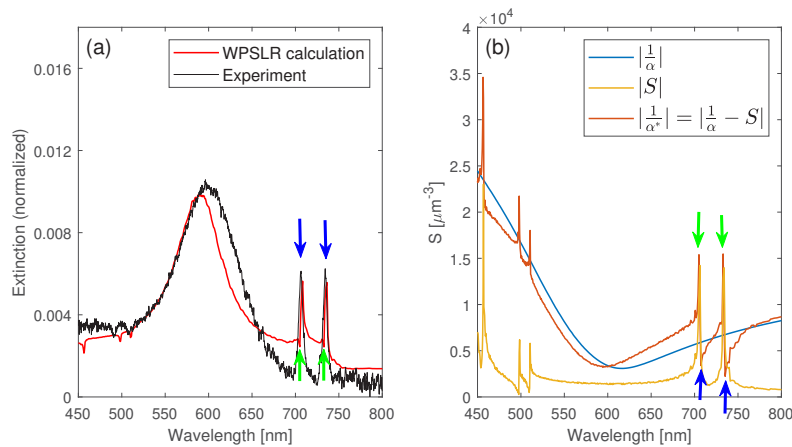 (a)
WPSLR calculation
Experiment
Extinction (normalized)
0.016
0.012
0.008
0.004
0
450 500 550 600 650 700 750 800
Wavelength [nm]
(b)
×10⁴
|1/α|
|S|
|1/α*| = |1/α − S|
S [μm⁻³]
4
3.5
3
2.5
2
1.5
1
0.5
0
450 500 550 600 650 700 750 800
Wavelength [nm]